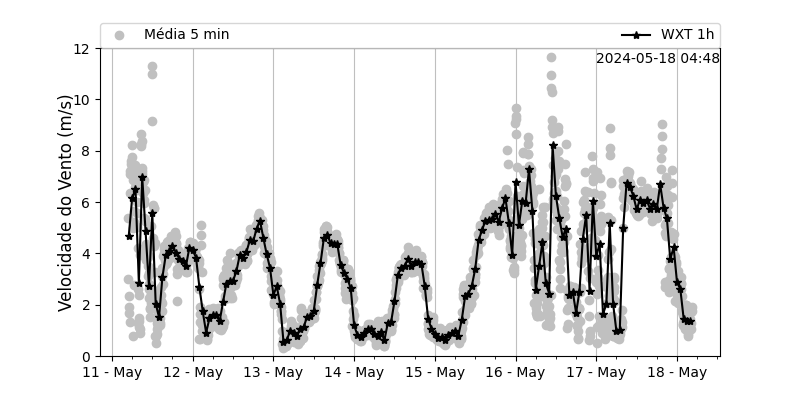 Média 5 min
WXT 1h
2024-05-18 04:48
Velocidade do Vento (m/s)
12
10
8
6
4
2
0
11 - May 12 - May 13 - May 14 - May 15 - May 16 - May 17 - May 18 - May